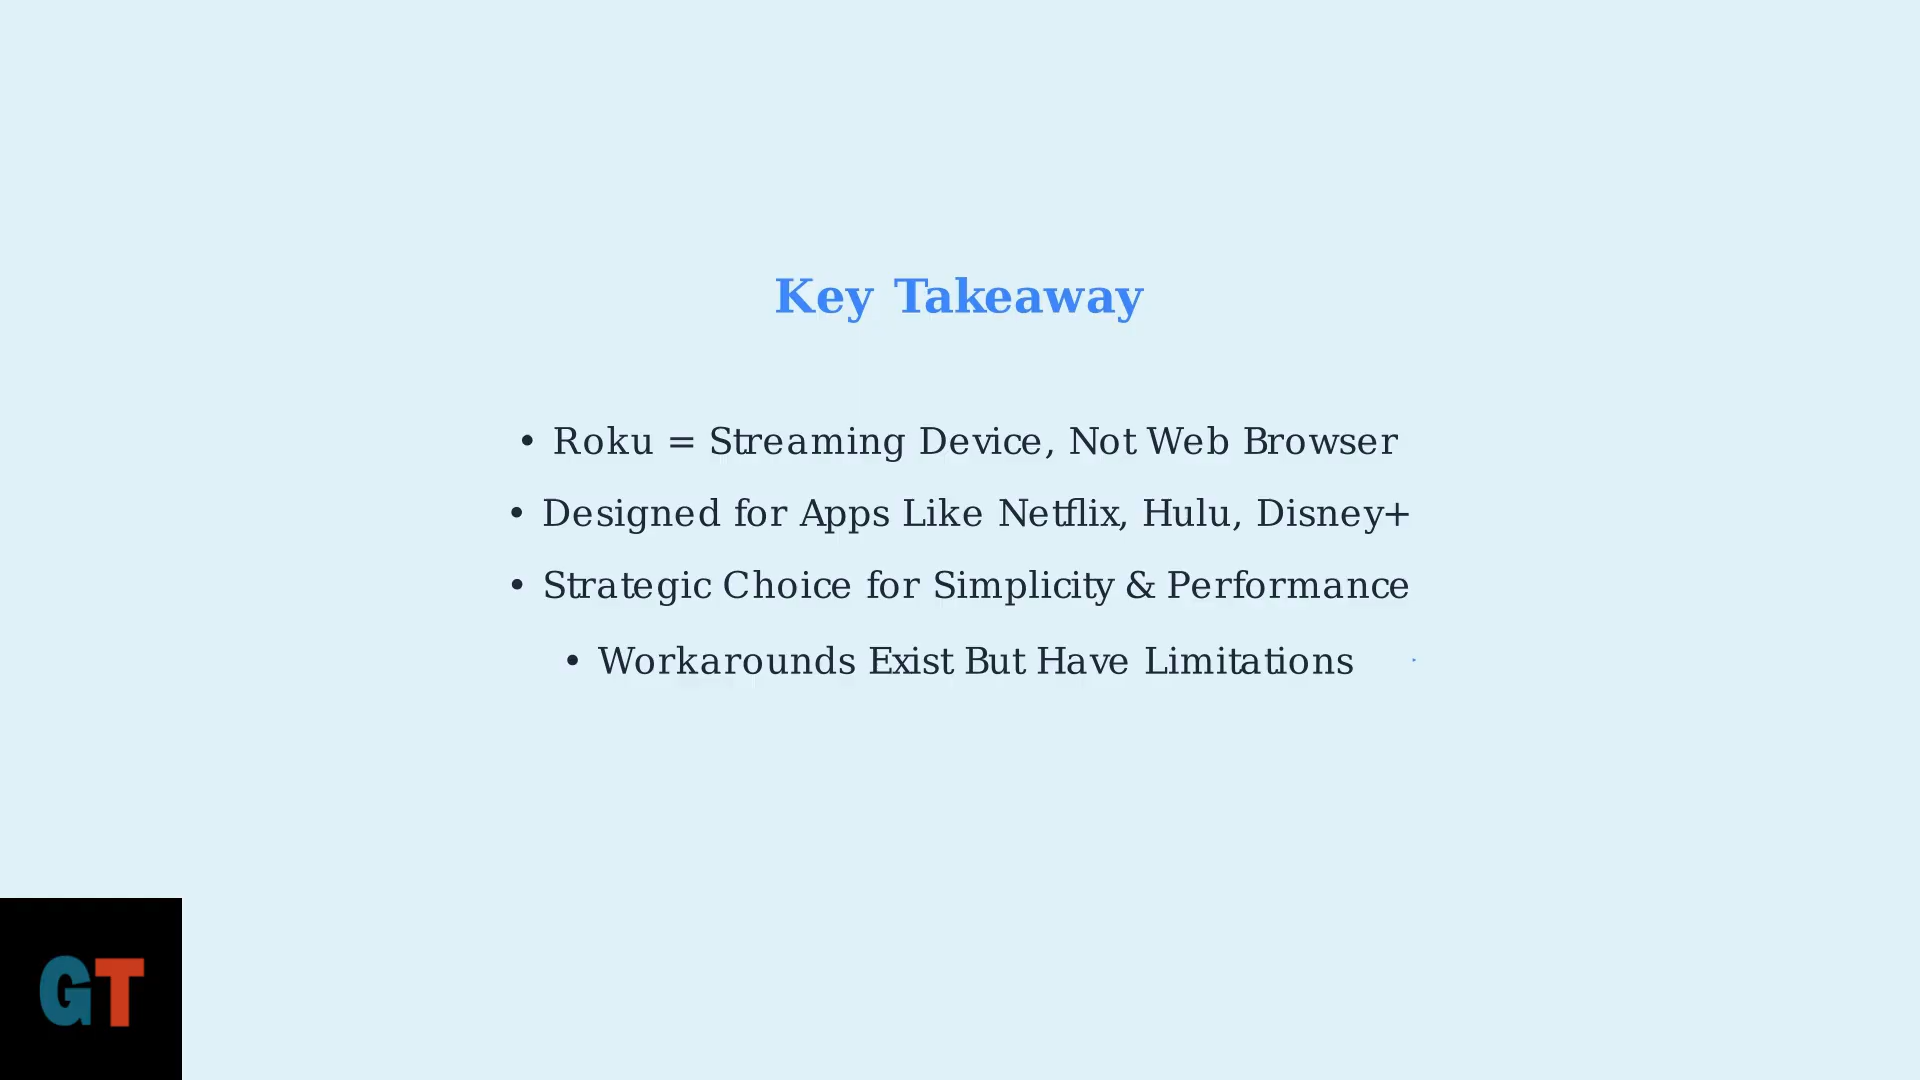 Key Takeaway
• Roku = Streaming Device, Not Web Browser
• Designed for Apps Like Netflix, Hulu, Disney+
• Strategic Choice for Simplicity & Performance
• Workarounds Exist But Have Limitations
GT